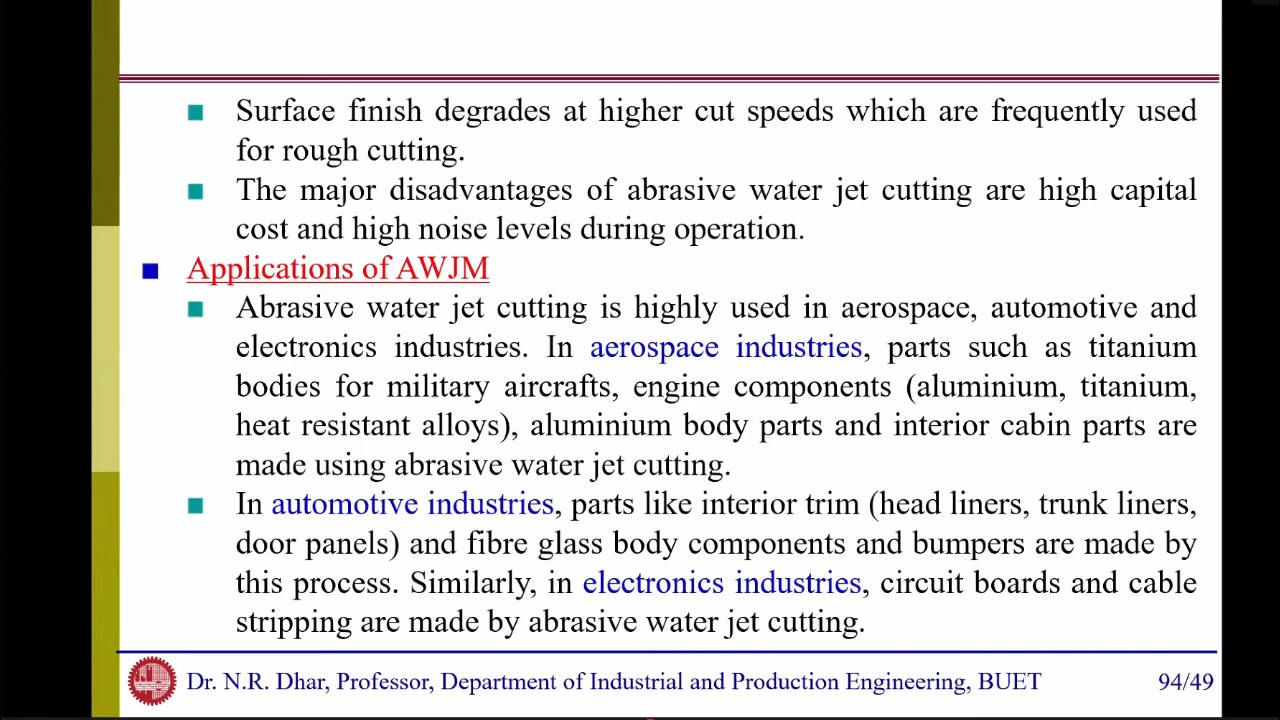 Surface finish degrades at higher cut speeds which are frequently used
for rough cutting.
The major disadvantages of abrasive water jet cutting are high capital
cost and high noise levels during operation.
Applications of AWJM
Abrasive water jet cutting is highly used in aerospace, automotive and
electronics industries. In aerospace industries, parts such as titanium
bodies for military aircrafts, engine components (aluminium, titanium,
heat resistant alloys), aluminium body parts and interior cabin parts are
made using abrasive water jet cutting.
In automotive industries, parts like interior trim (head liners, trunk liners,
door panels) and fibre glass body components and bumpers are made by
this process. Similarly, in electronics industries, circuit boards and cable
stripping are made by abrasive water jet cutting.
Dr. N.R. Dhar, Professor, Department of Industrial and Production Engineering, BUET 94/49